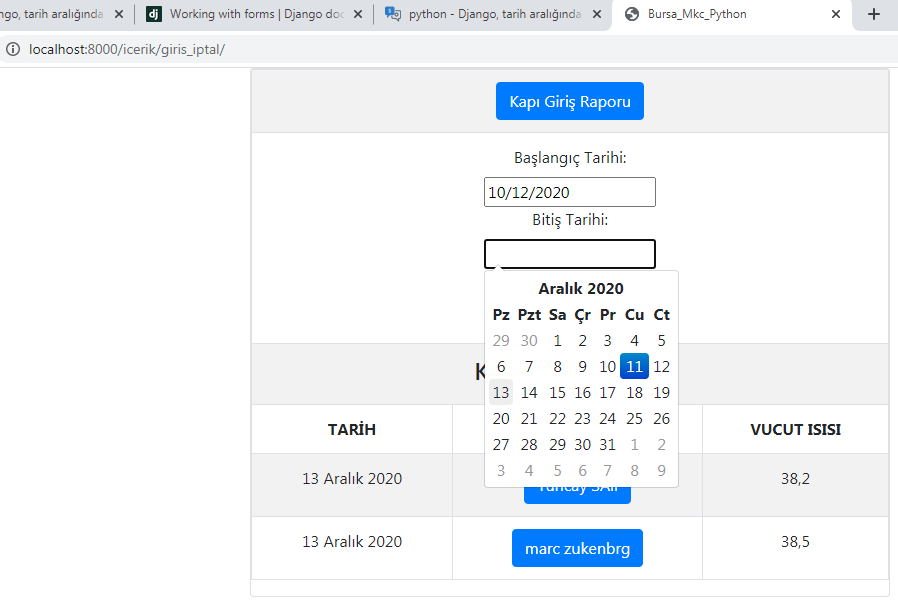 ngo, tarih aralığında
Working with forms | Django doc
python - Django, tarih aralığında
Bursa_Mkc_Python
localhost:8000/icerik/giris_iptal/
Kapı Giriş Raporu
Başlangıç Tarihi:
10/12/2020
Bitiş Tarihi:
Aralık 2020
Pz Pzt Sa Çr Pr Cu Ct
29 30 1 2 3 4 5
6 7 8 9 10 11 12
13 14 15 16 17 18 19
20 21 22 23 24 25 26
27 28 29 30 31 1 2
3 4 5 6 7 8 9
TARİH VUCUT ISISI
13 Aralık 2020 38,2
13 Aralık 2020 marc zukenbrg 38,5